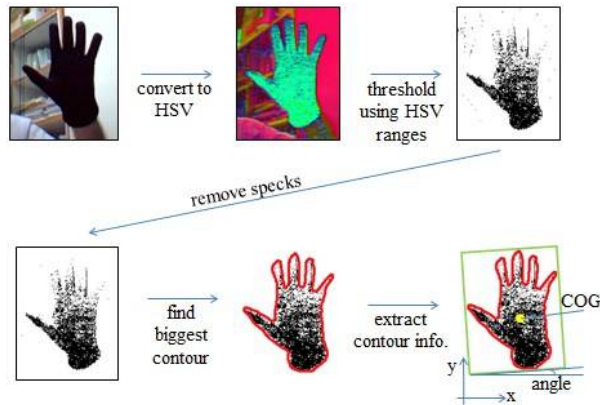 convert to
HSV
threshold
using HSV
ranges
remove specks
find
biggest
contour
extract
contour info.
COG
y
x
angle